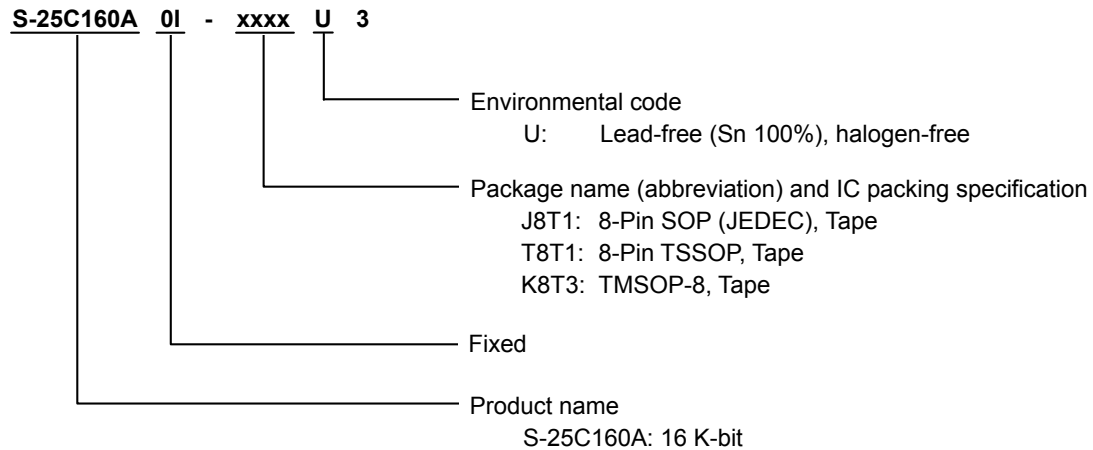 S-25C160A 0I - xxxx U 3
Environmental code
U: Lead-free (Sn 100%), halogen-free
Package name (abbreviation) and IC packing specification
J8T1: 8-Pin SOP (JEDEC), Tape
T8T1: 8-Pin TSSOP, Tape
K8T3: TMSOP-8, Tape
Fixed
Product name
S-25C160A: 16 K-bit